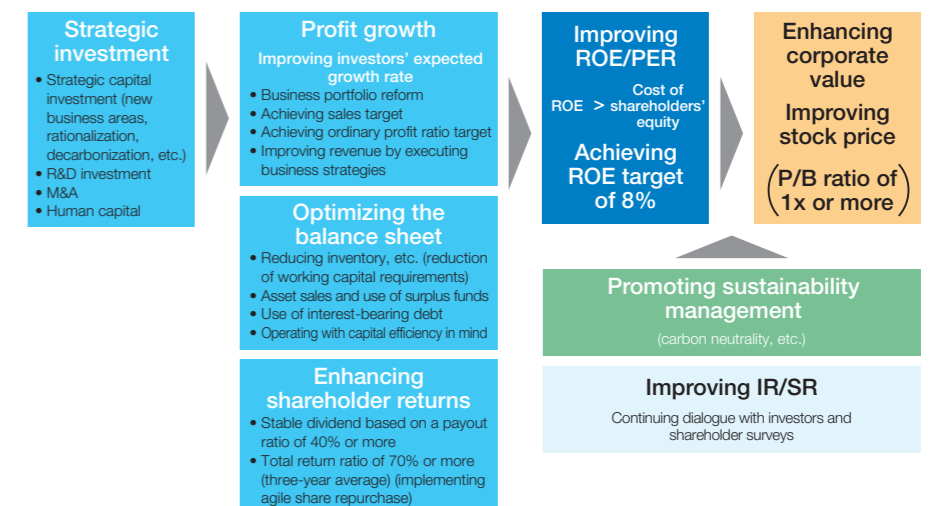 Strategic
investment
• Strategic capital
investment (new
business areas,
rationalization,
decarbonization, etc.)
• R&D investment
• M&A
• Human capital
Profit growth
Improving investors' expected
growth rate
• Business portfolio reform
• Achieving sales target
• Achieving ordinary profit ratio target
• Improving revenue by executing
business strategies
Optimizing the
balance sheet
• Reducing inventory, etc. (reduction
of working capital requirements)
• Asset sales and use of surplus funds
• Use of interest-bearing debt
• Operating with capital efficiency in mind
Enhancing
shareholder returns
• Stable dividend based on a payout
ratio of 40% or more
• Total return ratio of 70% or more
(three-year average) (implementing
agile share repurchase)
Improving
ROE/PER
ROE > Cost of
shareholders'
equity
Achieving
ROE target
of 8%
Enhancing
corporate
value
Improving
stock price
(P/B ratio of
1x or more)
Promoting sustainability
management
(carbon neutrality, etc.)
Improving IR/SR
Continuing dialogue with investors and
shareholder surveys